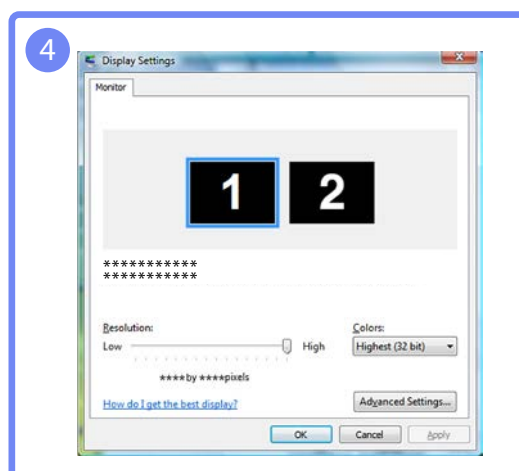 4
Display Settings
Monitor
1 2
***********
***********
Resolution: Colors:
Low High Highest (32 bit)
****by ****pixels
How do I get the best display? Advanced Settings...
OK Cancel Apply